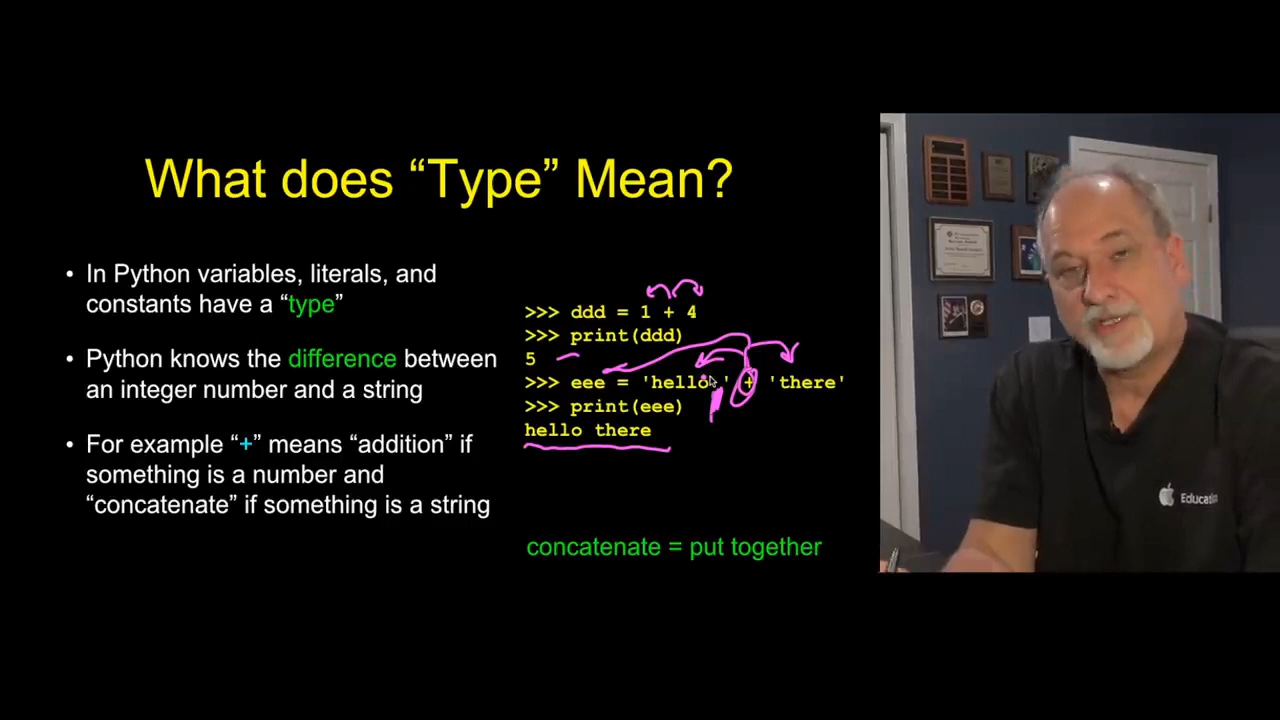 What does “Type” Mean?
• In Python variables, literals, and
constants have a “type”
• Python knows the difference between
an integer number and a string
• For example “+” means “addition” if
something is a number and
“concatenate” if something is a string
>>> ddd = 1 + 4
>>> print(ddd)
5
>>> eee = 'hello ' + 'there'
>>> print(eee)
hello there
concatenate = put together
Education